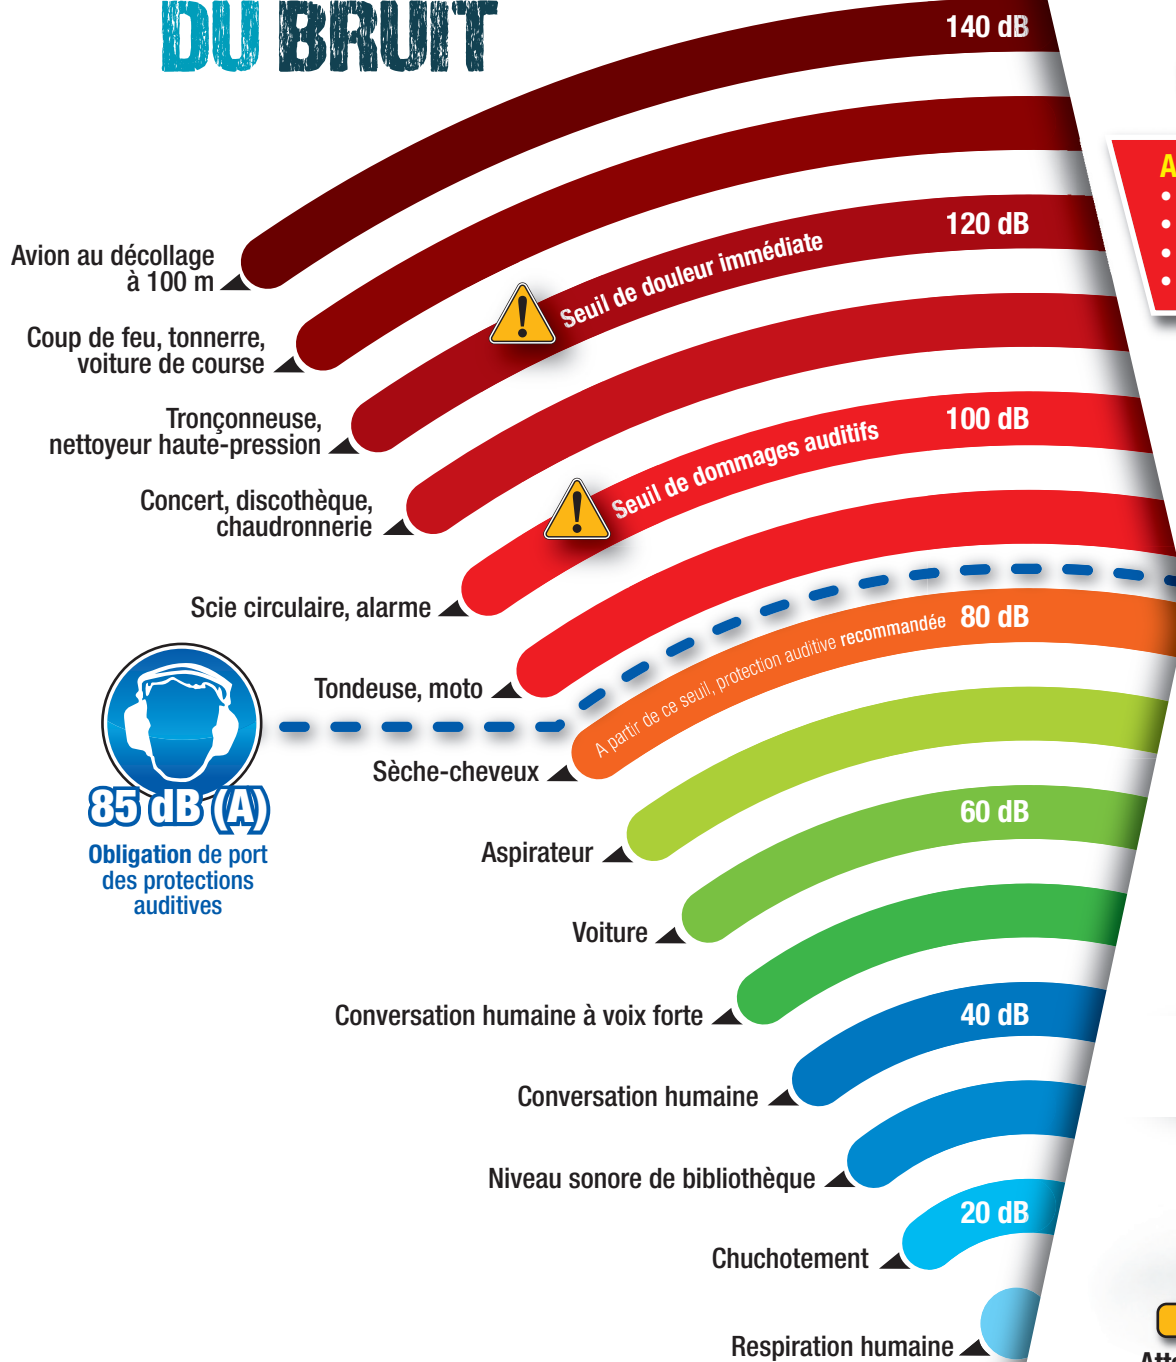 DU BRUIT
140 dB
Avion au décollage
à 100 m
Coup de feu, tonnerre,
voiture de course
120 dB
Seuil de douleur immédiate
Tronçonneuse,
nettoyeur haute-pression
Concert, discothèque,
chaudronnerie
100 dB
Seuil de dommages auditifs
Scie circulaire, alarme
Tondeuse, moto
80 dB
A partir de ce seuil, protection auditive recommandée
Sèche-cheveux
85 dB (A)
Obligation de port
des protections
auditives
Aspirateur
60 dB
Voiture
Conversation humaine à voix forte
40 dB
Conversation humaine
Niveau sonore de bibliothèque
20 dB
Chuchotement
Respiration humaine